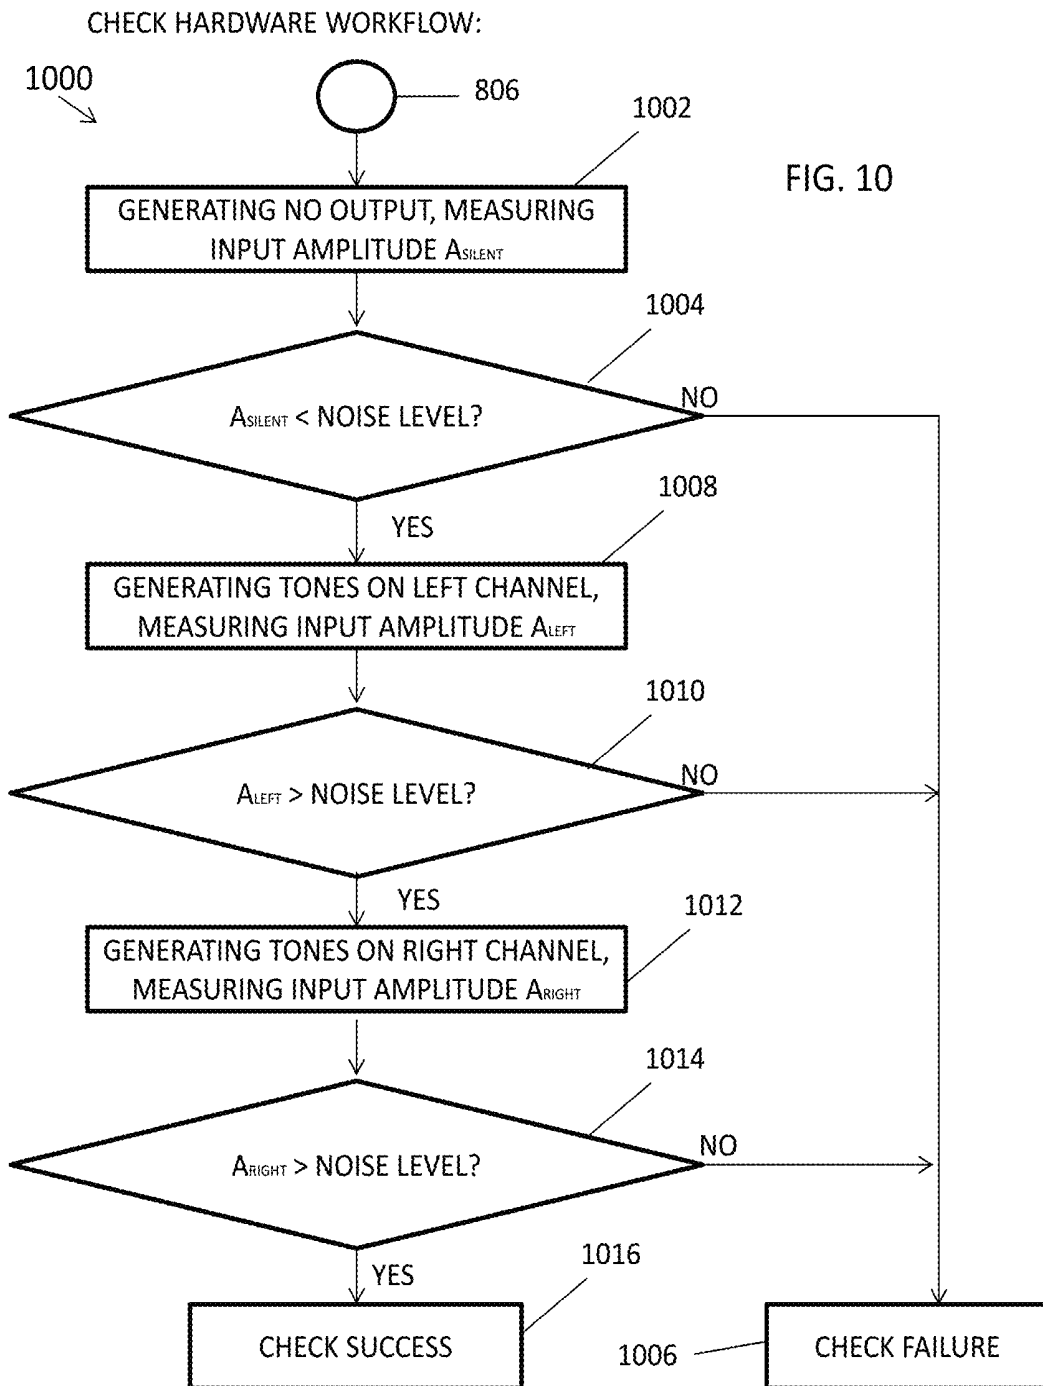 CHECK HARDWARE WORKFLOW:
1000
806
1002
FIG. 10
GENERATING NO OUTPUT, MEASURING
INPUT AMPLITUDE ASILENT
1004
ASILENT < NOISE LEVEL?
NO
1008
YES
GENERATING TONES ON LEFT CHANNEL,
MEASURING INPUT AMPLITUDE ALEFT
1010
ALEFT > NOISE LEVEL?
NO
YES
1012
GENERATING TONES ON RIGHT CHANNEL,
MEASURING INPUT AMPLITUDE ARIGHT
1014
ARIGHT > NOISE LEVEL?
NO
YES
1016
CHECK SUCCESS
1006
CHECK FAILURE